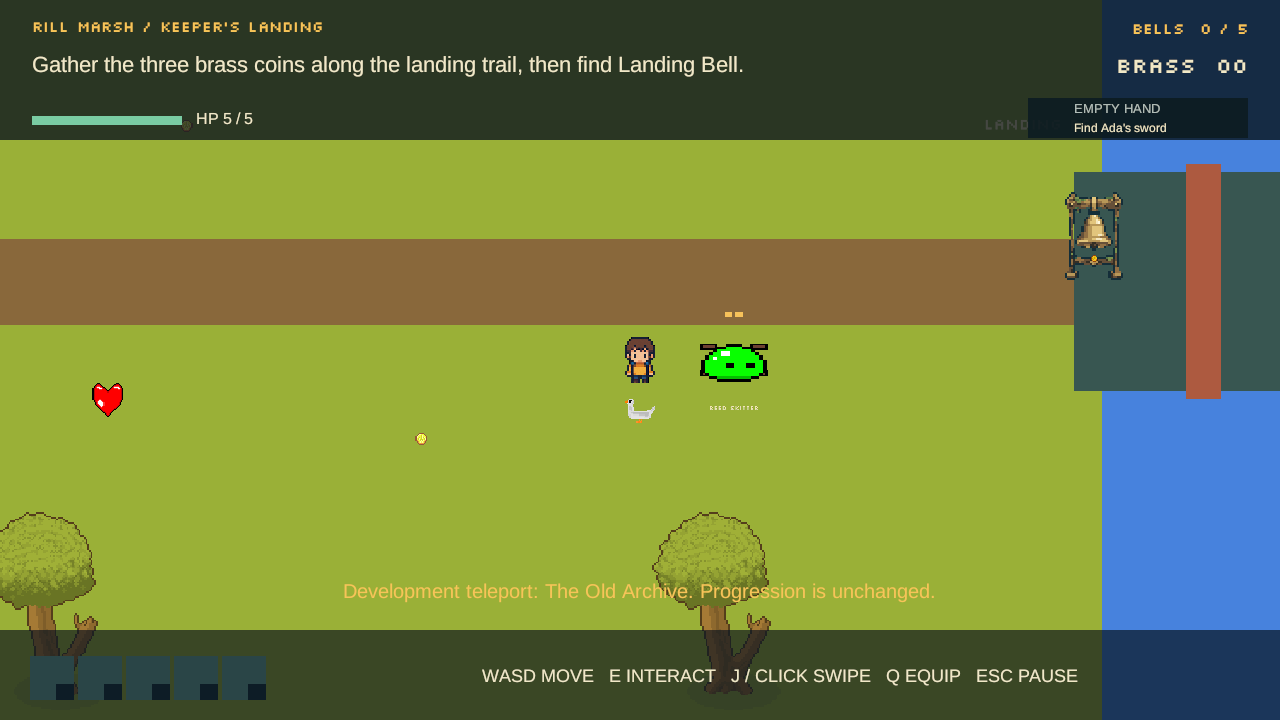 RILL MARSH / KEEPER'S LANDING
BELLS 0 / 5
Gather the three brass coins along the landing trail, then find Landing Bell.
BRASS 00
HP 5 / 5
EMPTY HAND
Find Ada's sword
REED SKITTER
Development teleport: The Old Archive. Progression is unchanged.
WASD MOVE E INTERACT J / CLICK SWIPE Q EQUIP ESC PAUSE